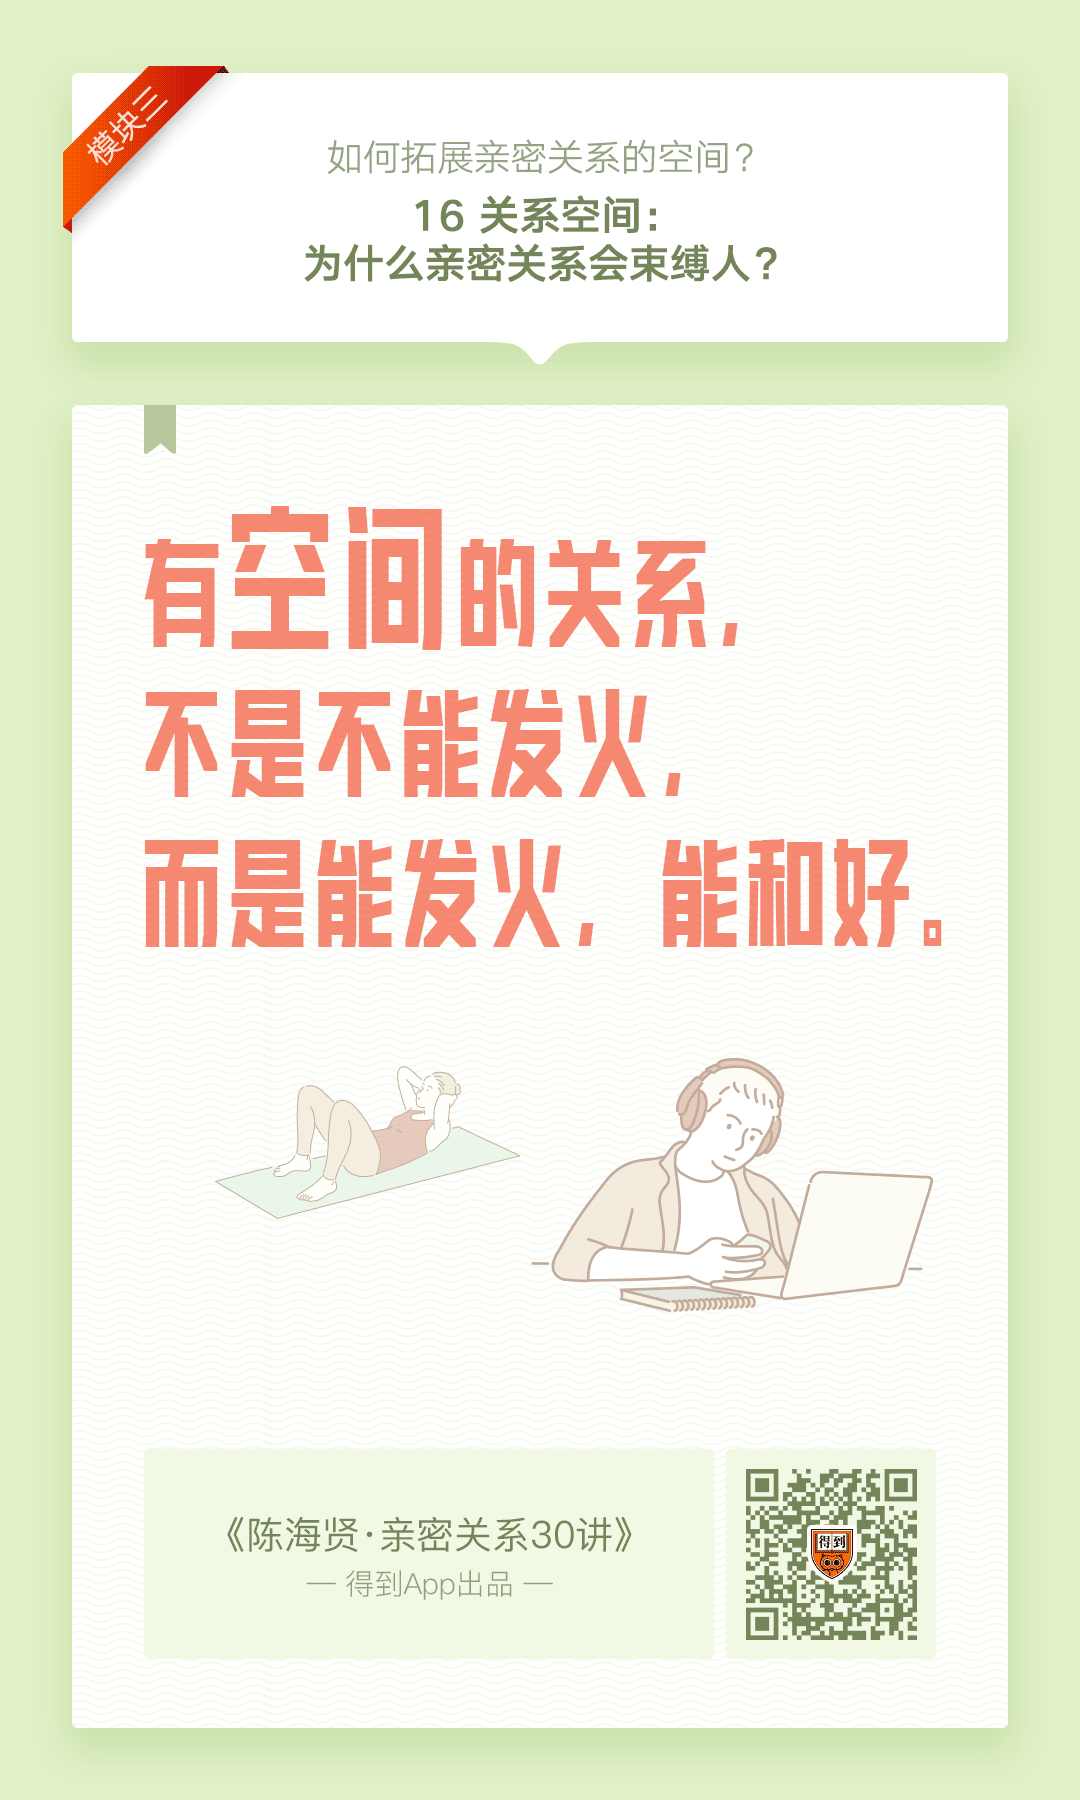 模块三
如何拓展亲密关系的空间？
16 关系空间：
为什么亲密关系会束缚人？
有空间的关系，
不是不能发火，
而是能发火，能和好。
《陈海贤·亲密关系30讲》
— 得到App出品 —
得到